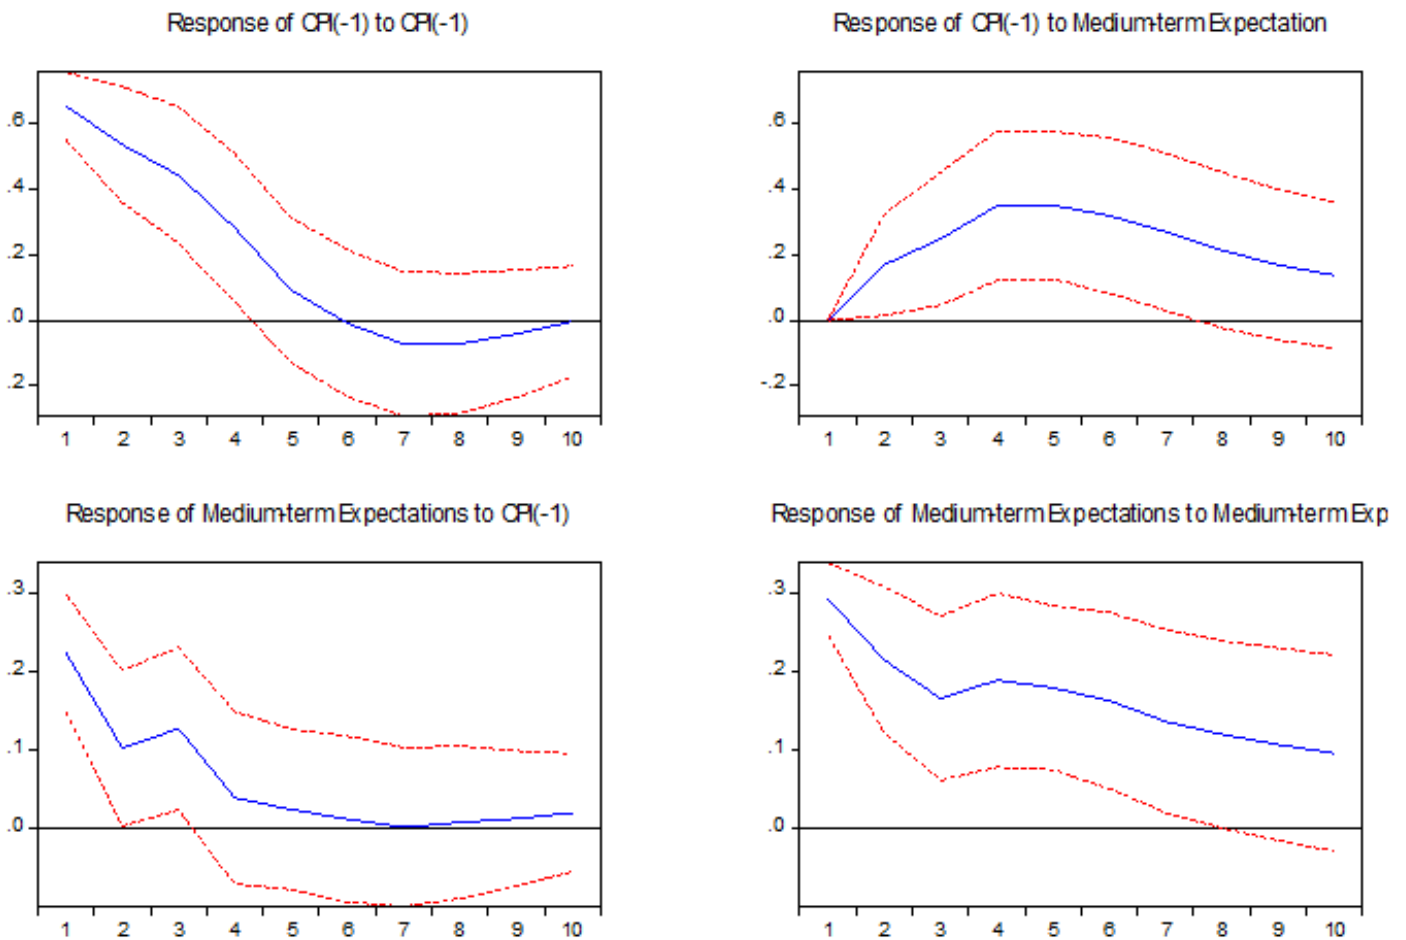 Response of CPI(-1) to CPI(-1)
.6
.4
.2
.0
.2
1 2 3 4 5 6 7 8 9 10
Response of CPI(-1) to Medium-term Expectation
.6
.4
.2
.0
-.2
1 2 3 4 5 6 7 8 9 10
Response of Medium-term Expectations to CPI(-1)
.3
.2
.1
.0
1 2 3 4 5 6 7 8 9 10
Response of Medium-term Expectations to Medium-term Exp
.3
.2
.1
.0
1 2 3 4 5 6 7 8 9 10